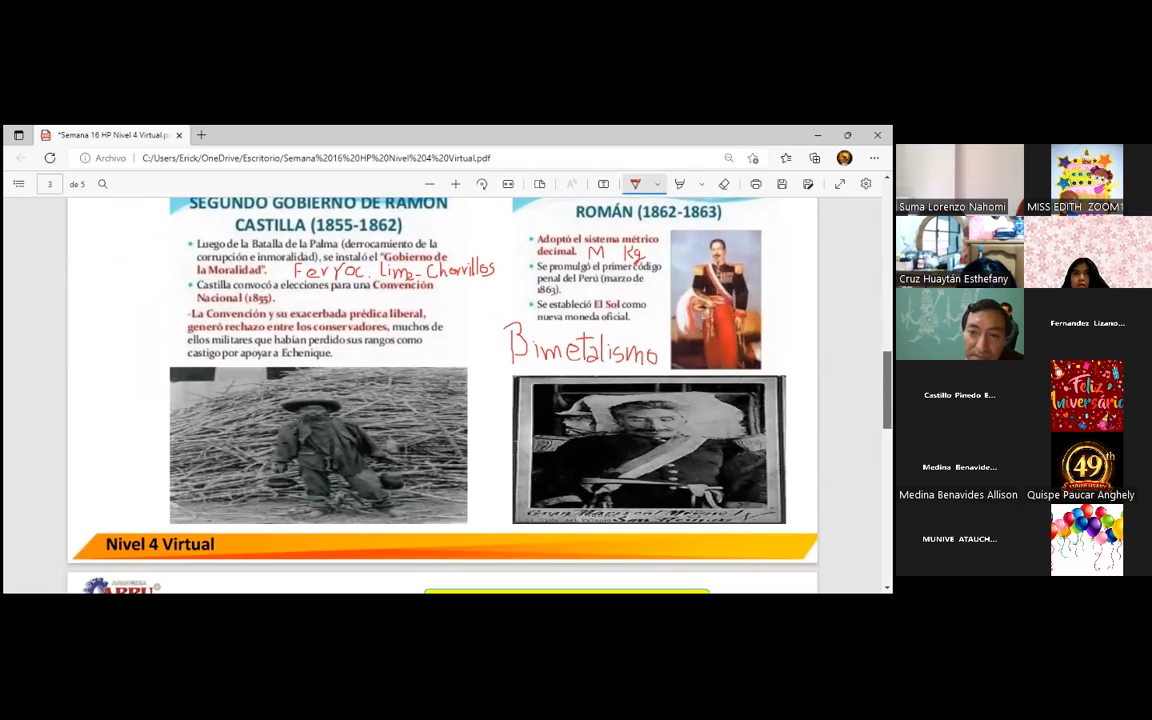 *Semana 16 HP Nivel 4 Virtual.p
Archivo
C:/Users/Erick/OneDrive/Escritorio/Semana%2016%20HP%20Nivel%204%20Virtual.pdf
3 de 5
SEGUNDO GOBIERNO DE RAMÓN
CASTILLA (1855-1862)
• Luego de la Batalla de la Palma (derrocamiento de la
corrupción e inmoralidad), se instaló el "Gobierno de
la Moralidad".
Ferroc. Lima-Chorrillos
• Castilla convocó a elecciones para una Convención
Nacional (1855).
-La Convención y su exacerbada prédica liberal,
generó rechazo entre los conservadores, muchos de
ellos militares que habían perdido sus rangos como
castigo por apoyar a Echenique.
ROMÁN (1862-1863)
• Adoptó el sistema métrico
decimal. M Kg
• Se promulgó el primer código
penal del Perú (marzo de
1863).
• Se estableció El Sol como
nueva moneda oficial.
Bimetalismo
San Román
Nivel 4 Virtual
Suma Lorenzo Nahomi
MISS EDITH ZOOM1
Cruz Huaytán Esthefany
Fernandez Lizano...
Castillo Pinedo E...
Feliz
Aniversário
Medina Benavide...
49th
Medina Benavides Allison
Quispe Paucar Anghely
MUNIVE ATAUCH...